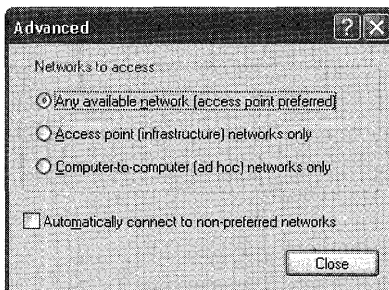 Advanced
Networks to access
Any available network (access point preferred)
Access point (infrastructure) networks only
Computer-to-computer (ad hoc) networks only
Automatically connect to non-preferred networks
Close